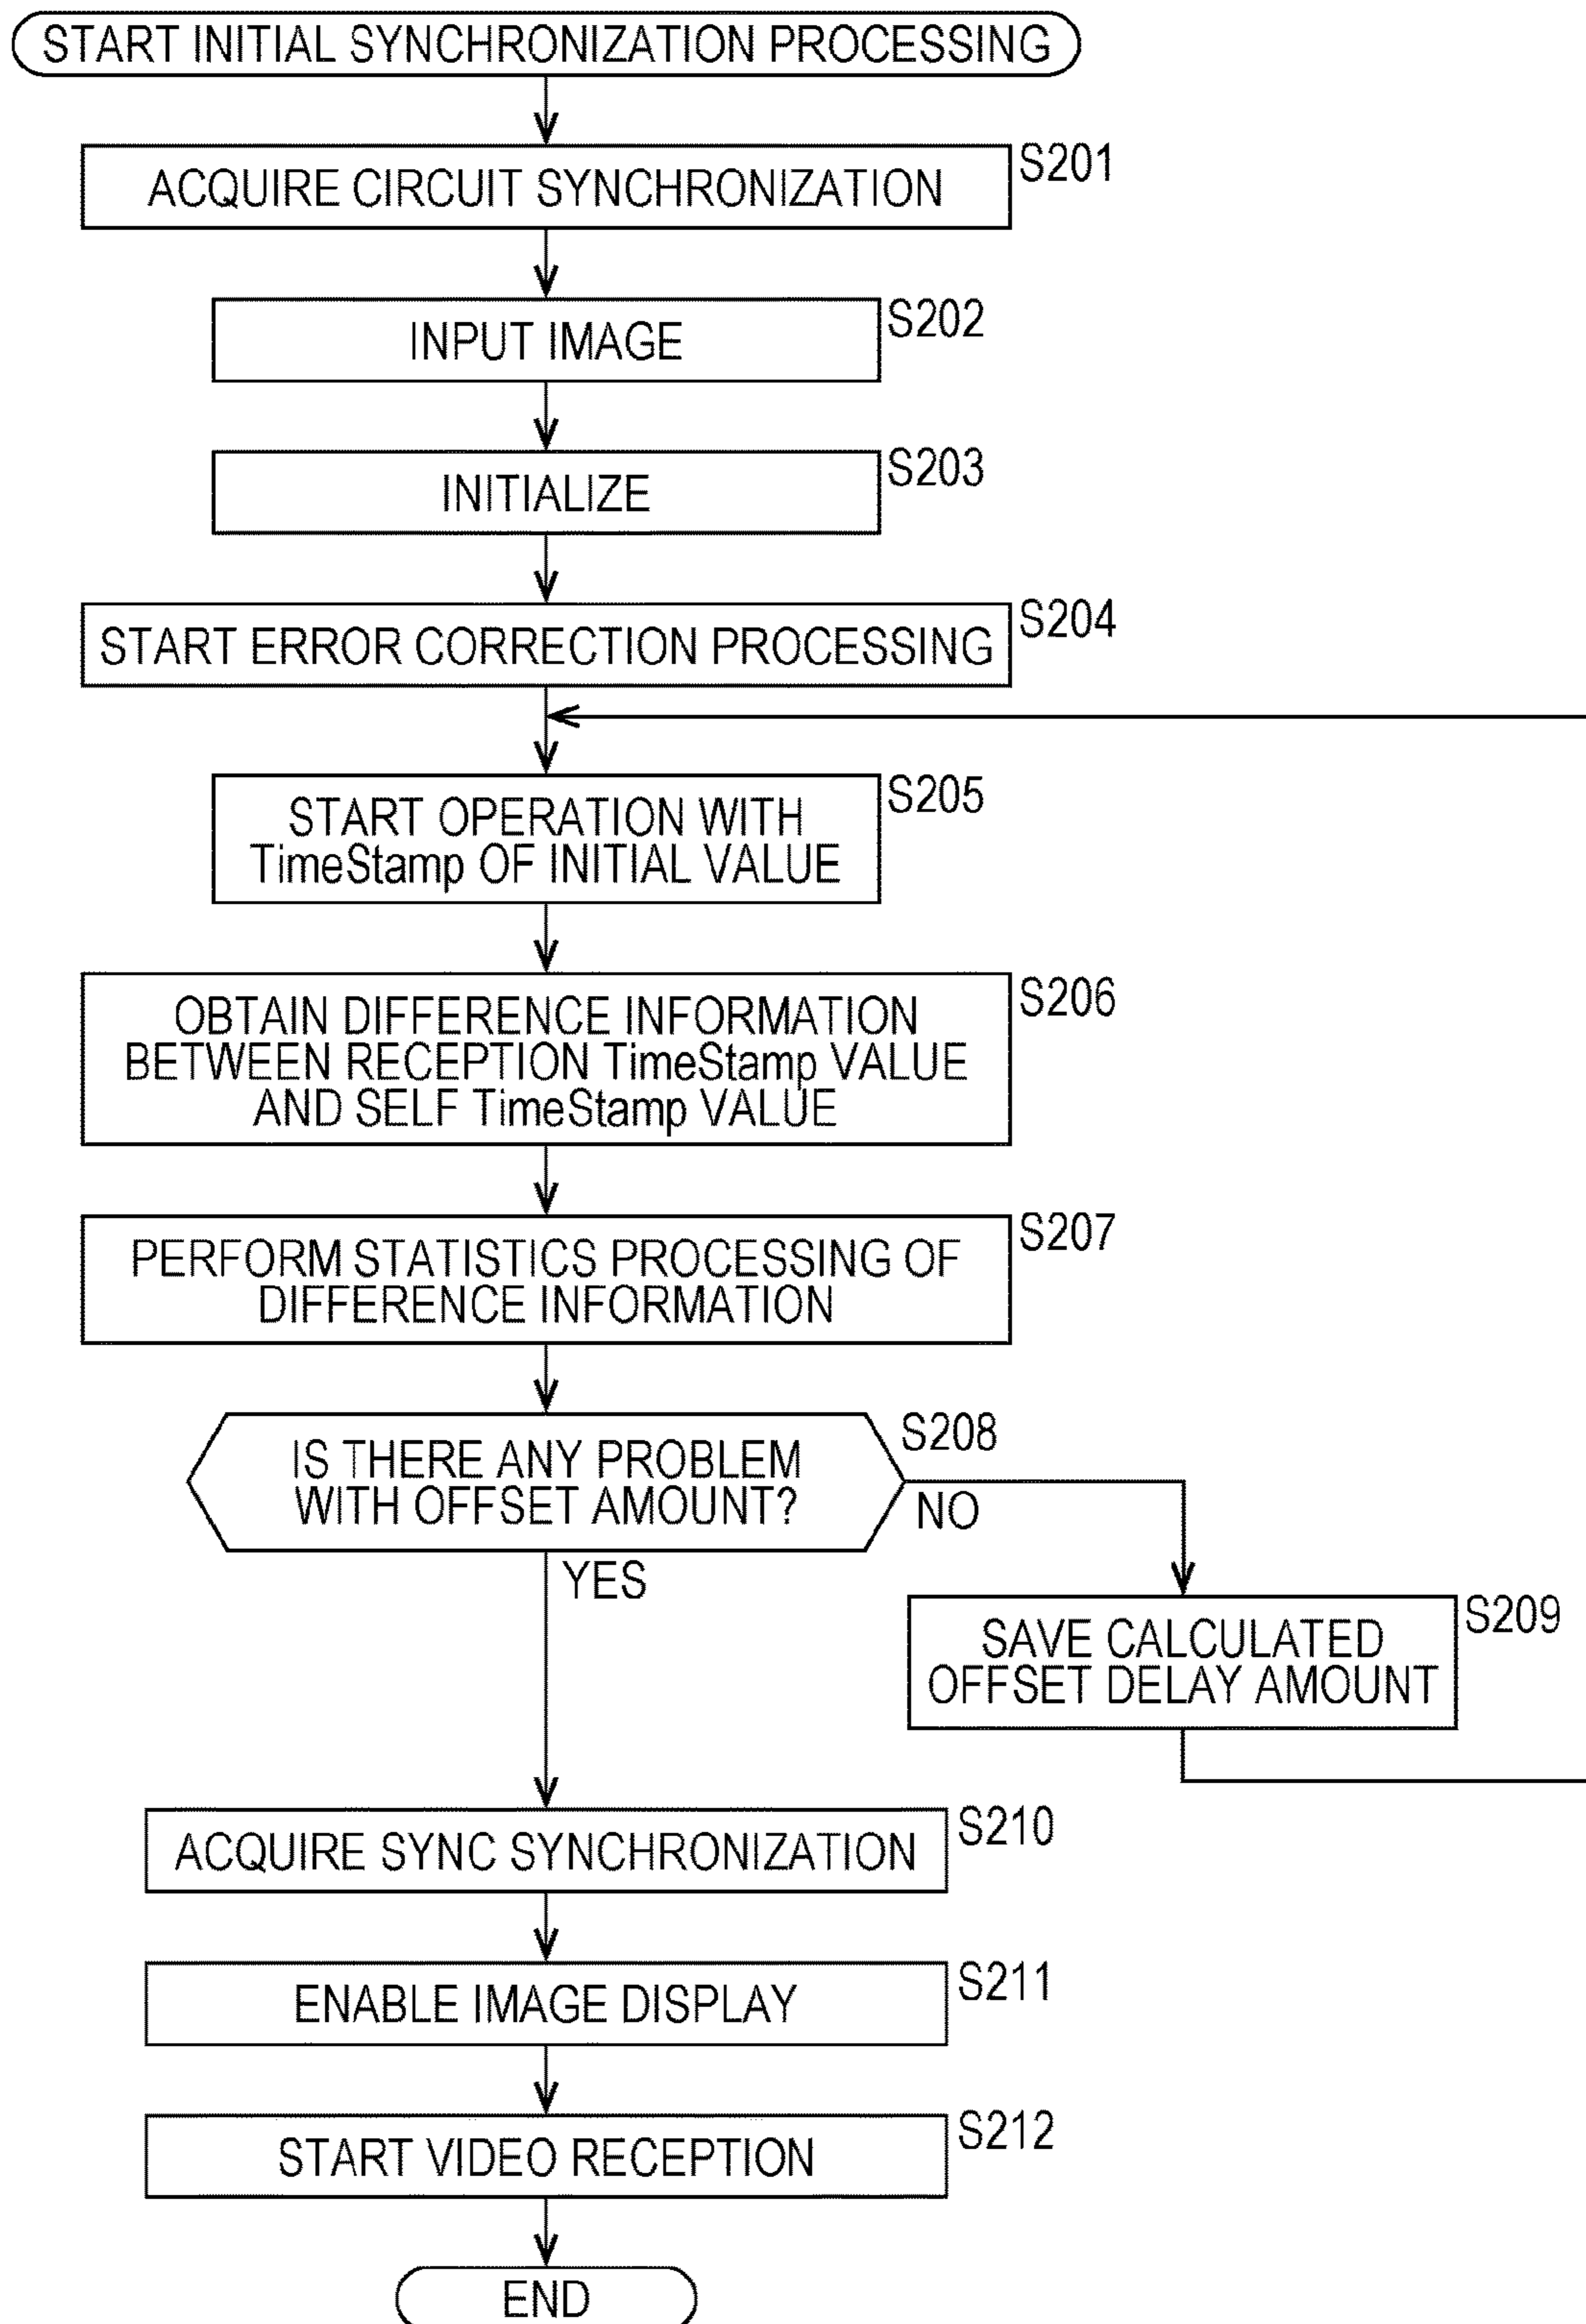 START INITIAL SYNCHRONIZATION PROCESSING
S201
ACQUIRE CIRCUIT SYNCHRONIZATION
S202
INPUT IMAGE
S203
INITIALIZE
S204
START ERROR CORRECTION PROCESSING
S205
START OPERATION WITH
TimeStamp OF INITIAL VALUE
S206
OBTAIN DIFFERENCE INFORMATION
BETWEEN RECEPTION TimeStamp VALUE
AND SELF TimeStamp VALUE
S207
PERFORM STATISTICS PROCESSING OF
DIFFERENCE INFORMATION
S208
IS THERE ANY PROBLEM
WITH OFFSET AMOUNT?
NO
YES
S209
SAVE CALCULATED
OFFSET DELAY AMOUNT
S210
ACQUIRE SYNC SYNCHRONIZATION
S211
ENABLE IMAGE DISPLAY
S212
START VIDEO RECEPTION
END